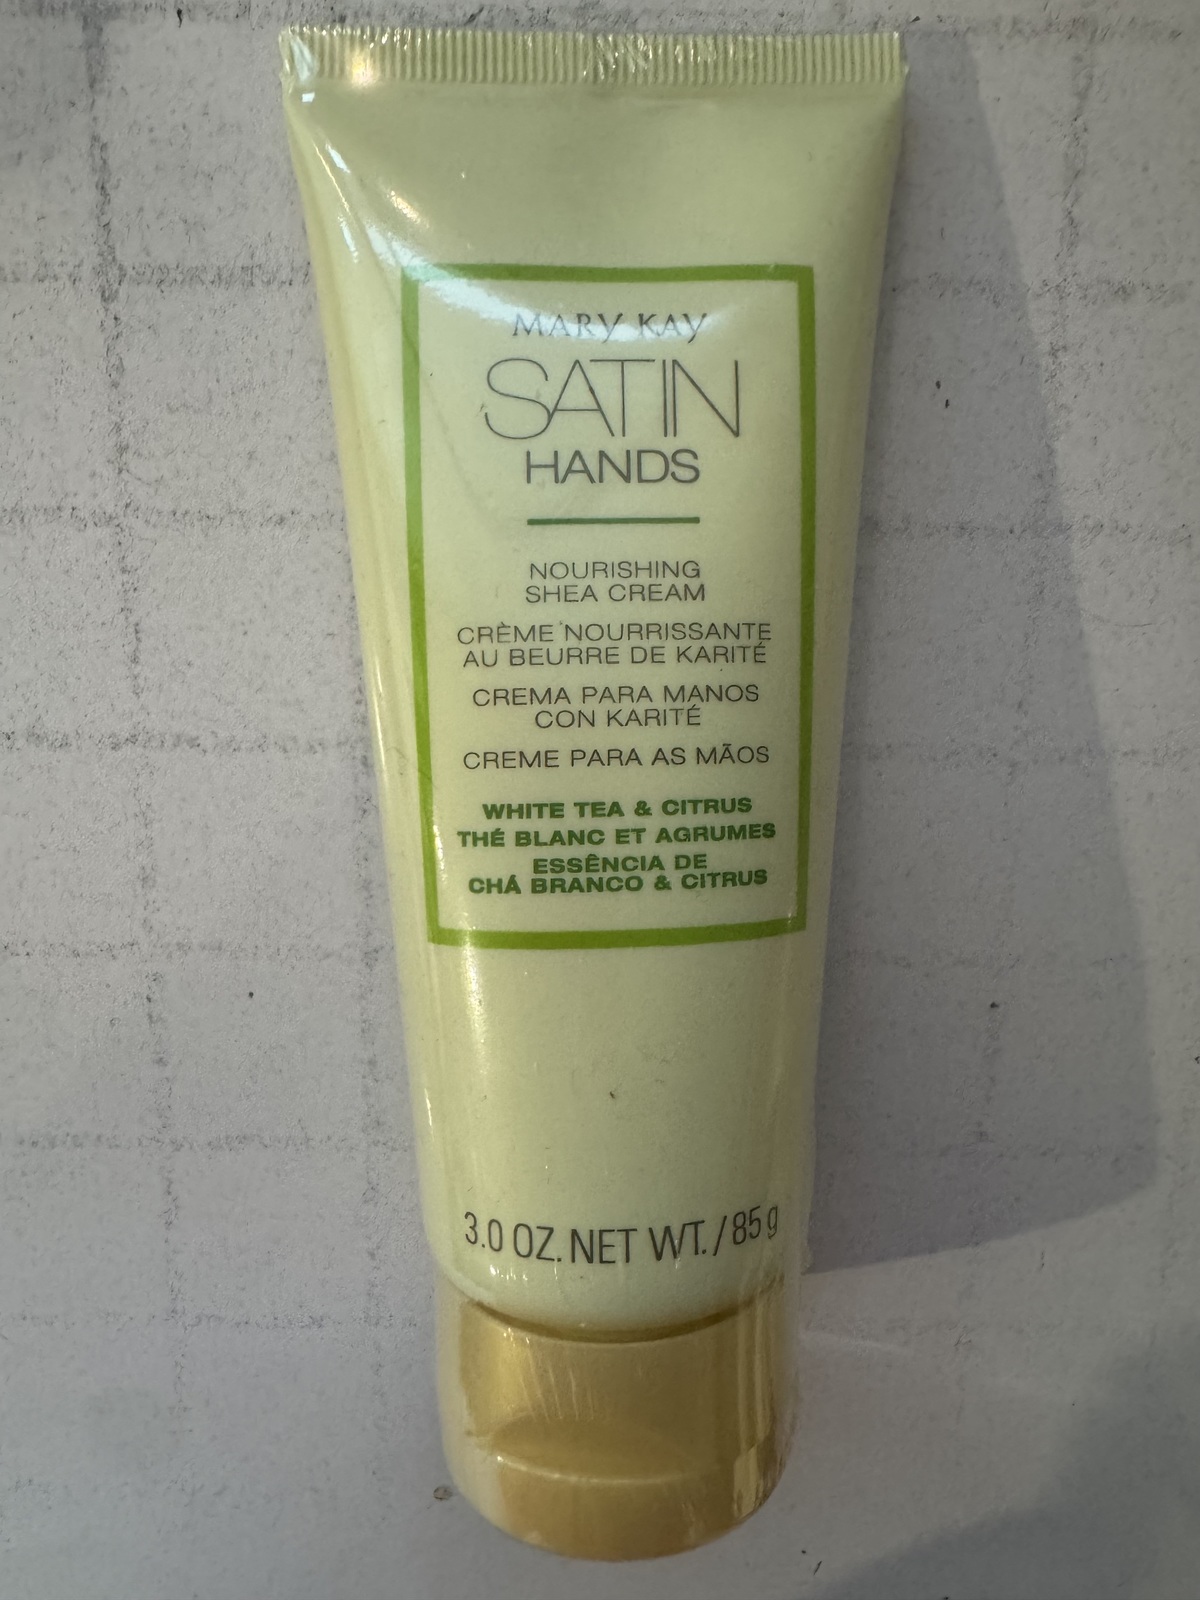 MARY KAY
SATIN
HANDS
NOURISHING
SHEA CREAM
CRÈME NOURRISSANTE
AU BEURRE DE KARITÉ
CREMA PARA MANOS
CON KARITÉ
CREME PARA AS MÃOS
WHITE TEA & CITRUS
THÉ BLANC ET AGRUMES
ESSÊNCIA DE
CHÁ BRANCO & CITRUS
3.0 OZ. NET WT. / 85 g